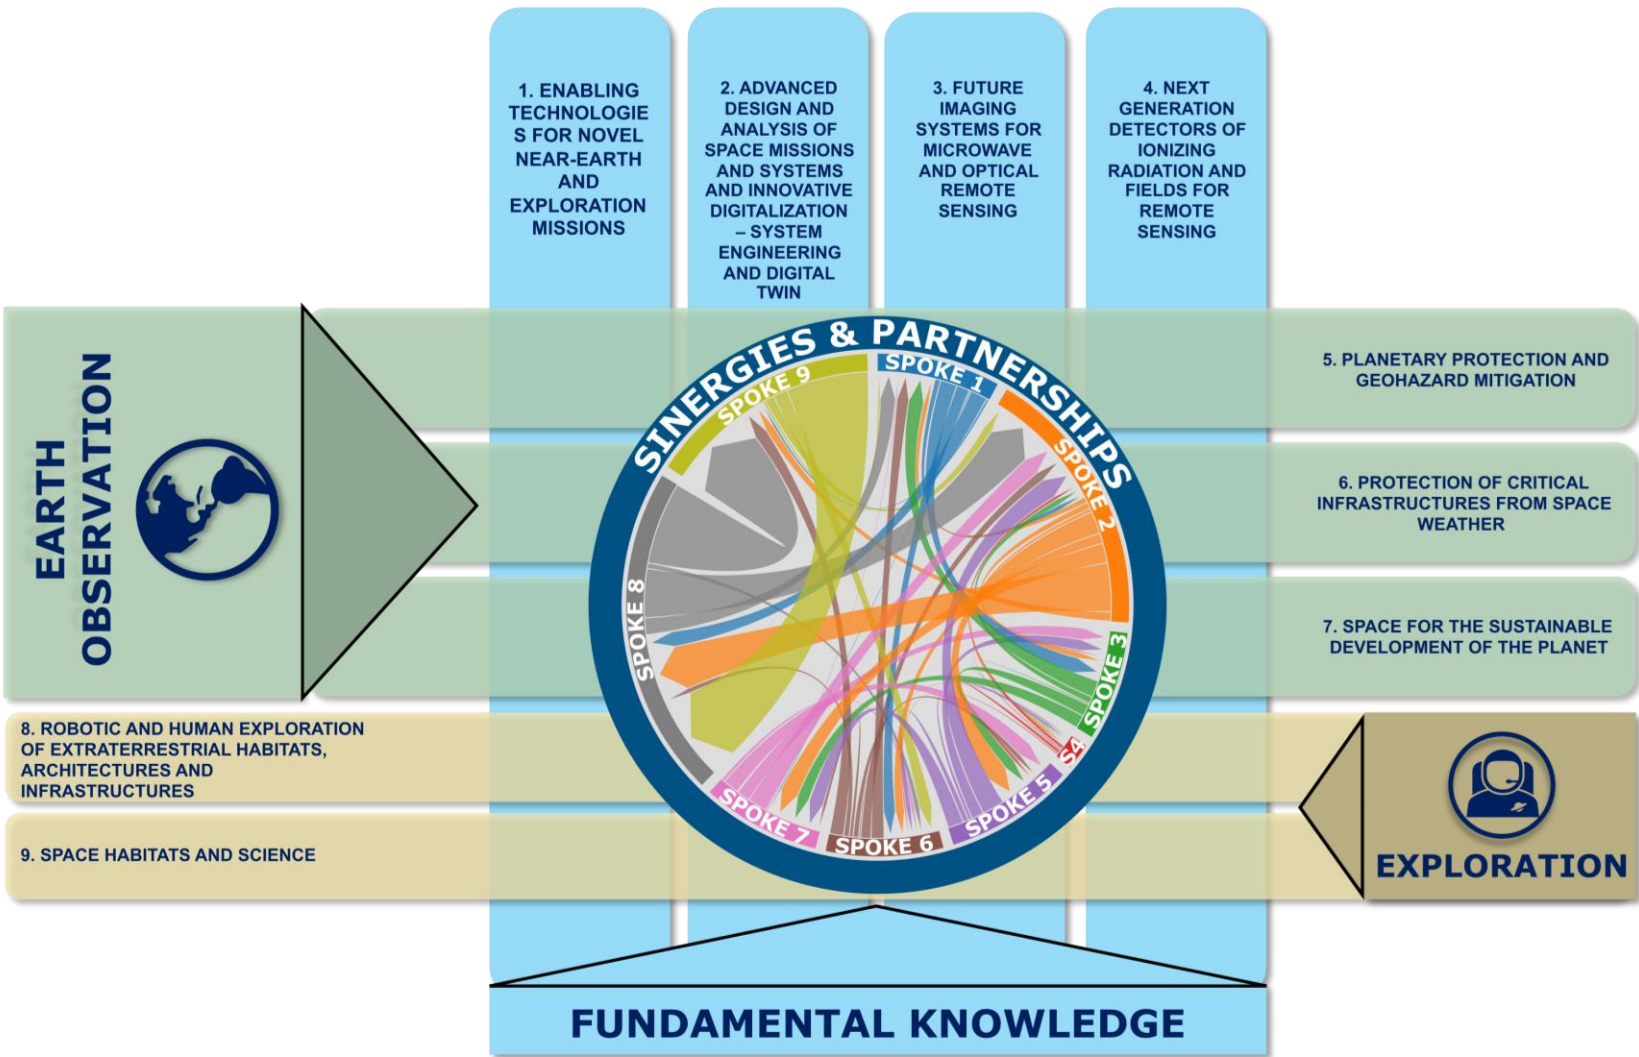 1. ENABLING
TECHNOLOGIE
S FOR NOVEL
NEAR-EARTH
AND
EXPLORATION
MISSIONS
2. ADVANCED
DESIGN AND
ANALYSIS OF
SPACE MISSIONS
AND SYSTEMS
AND INNOVATIVE
DIGITALIZATION
– SYSTEM
ENGINEERING
AND DIGITAL
TWIN
3. FUTURE
IMAGING
SYSTEMS FOR
MICROWAVE
AND OPTICAL
REMOTE
SENSING
4. NEXT
GENERATION
DETECTORS OF
IONIZING
RADIATION AND
FIELDS FOR
REMOTE
SENSING
EARTH
OBSERVATION
SINERGIES & PARTNERSHIPS
SPOKE 1
SPOKE 2
SPOKE 3
S4
SPOKE 5
SPOKE 6
SPOKE 7
SPOKE 8
SPOKE 9
5. PLANETARY PROTECTION AND
GEOHAZARD MITIGATION
6. PROTECTION OF CRITICAL
INFRASTRUCTURES FROM SPACE
WEATHER
7. SPACE FOR THE SUSTAINABLE
DEVELOPMENT OF THE PLANET
8. ROBOTIC AND HUMAN EXPLORATION
OF EXTRATERRESTRIAL HABITATS,
ARCHITECTURES AND
INFRASTRUCTURES
9. SPACE HABITATS AND SCIENCE
EXPLORATION
FUNDAMENTAL KNOWLEDGE